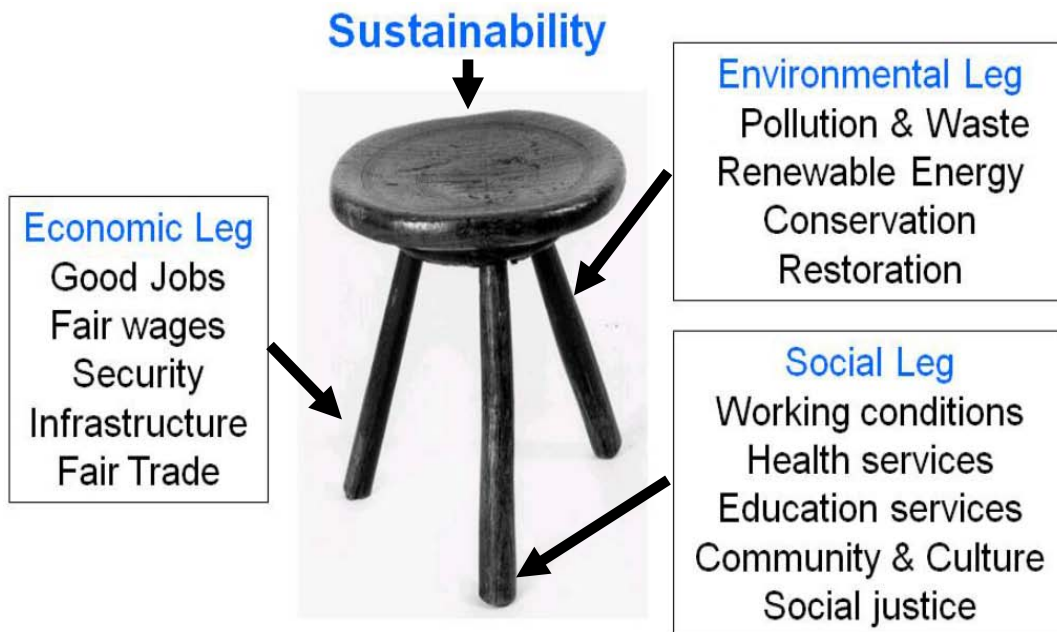 Sustainability
Economic Leg
Good Jobs
Fair wages
Security
Infrastructure
Fair Trade
Environmental Leg
Pollution & Waste
Renewable Energy
Conservation
Restoration
Social Leg
Working conditions
Health services
Education services
Community & Culture
Social justice